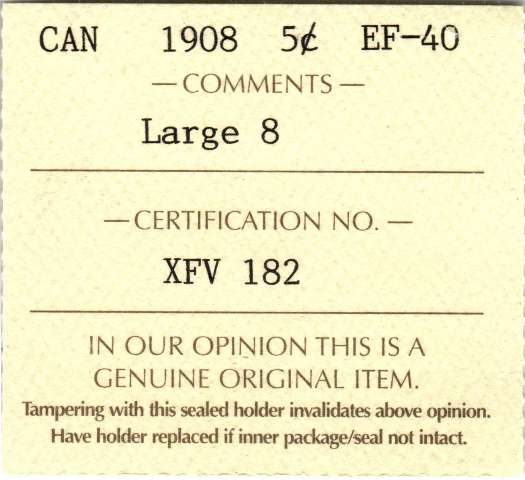 CAN 1908 5¢ EF-40
— COMMENTS —
Large 8
— CERTIFICATION NO. —
XFV 182
IN OUR OPINION THIS IS A
GENUINE ORIGINAL ITEM.
Tampering with this sealed holder invalidates above opinion.
Have holder replaced if inner package/seal not intact.